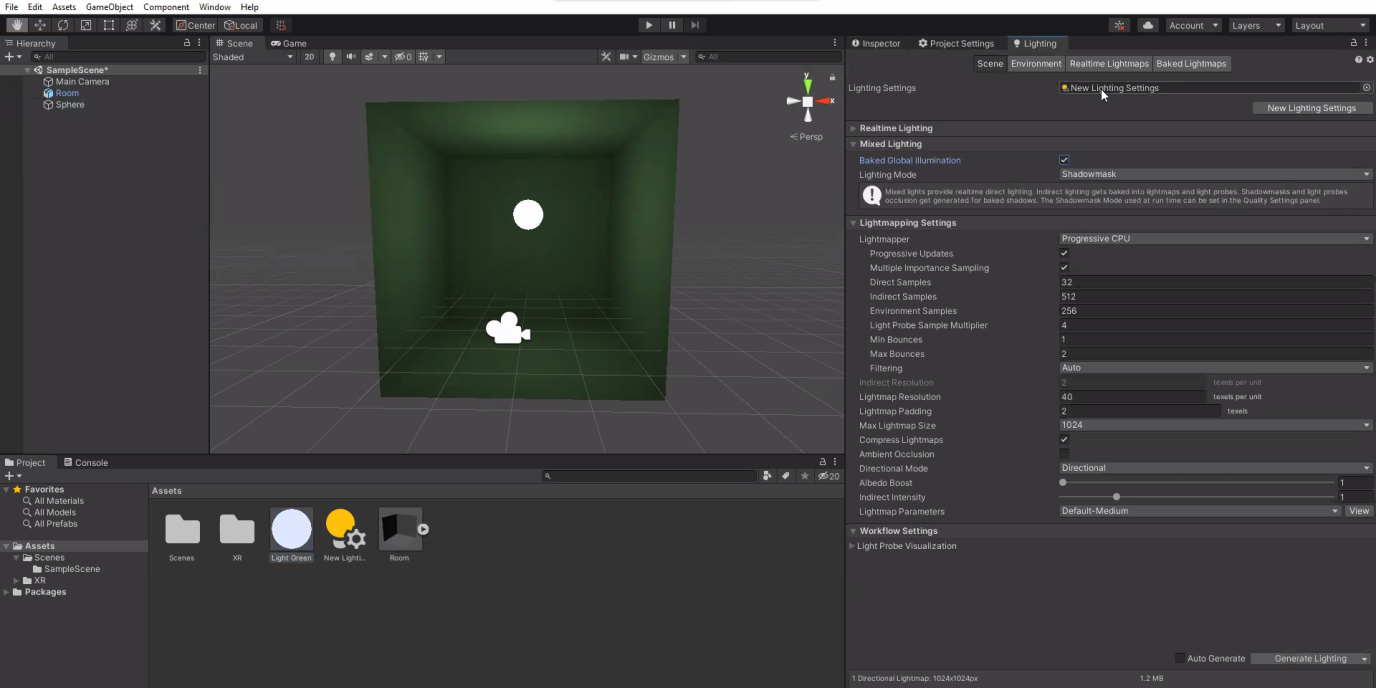 File Edit Assets GameObject Component Window Help
Center Local Account Layers Layout
Hierarchy
All
SampleScene*
Main Camera
Room
Sphere
Scene Game
Shaded 2D 0 Gizmos All
y
x
Persp
Inspector Project Settings Lighting
Scene Environment Realtime Lightmaps Baked Lightmaps
Lighting Settings New Lighting Settings
New Lighting Settings
Realtime Lighting
Mixed Lighting
Baked Global Illumination
Lighting Mode Shadowmask
Mixed lights provide realtime direct lighting. Indirect lighting gets baked into lightmaps and light probes. Shadowmasks and light probes
occlusion get generated for baked shadows. The Shadowmask Mode used at run time can be set in the Quality Settings panel.
Lightmapping Settings
Lightmapper Progressive CPU
Progressive Updates
Multiple Importance Sampling
Direct Samples 32
Indirect Samples 512
Environment Samples 256
Light Probe Sample Multiplier 4
Min Bounces 1
Max Bounces 2
Filtering Auto
Indirect Resolution 2 texels per unit
Lightmap Resolution 40 texels per unit
Lightmap Padding 2 texels
Max Lightmap Size 1024
Compress Lightmaps
Ambient Occlusion
Directional Mode Directional
Albedo Boost 1
Indirect Intensity 1
Lightmap Parameters Default-Medium View
Workflow Settings
Light Probe Visualization
Auto Generate Generate Lighting
1 Directional Lightmap: 1024x1024px 1.2 MB
Project Console
20
Favorites
All Materials
All Models
All Prefabs
Assets
Scenes
SampleScene
XR
Packages
Assets
Scenes XR Light Green New Lighti... Room